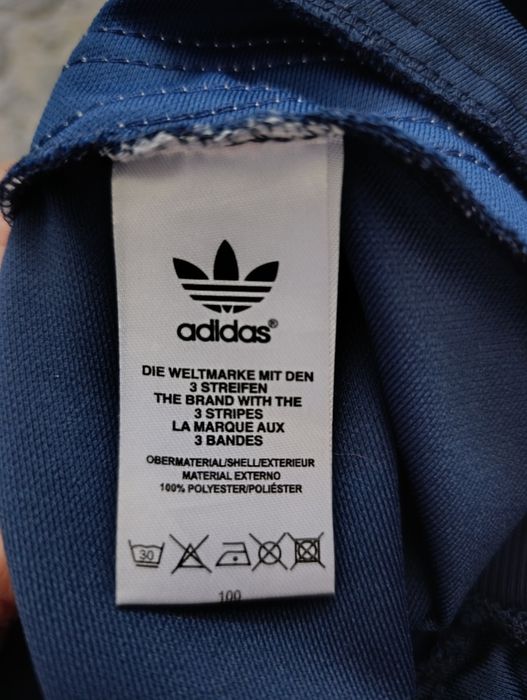 adidas®
DIE WELTMARKE MIT DEN
3 STREIFEN
THE BRAND WITH THE
3 STRIPES
LA MARQUE AUX
3 BANDES
OBERMATERIAL/SHELL/EXTERIEUR
MATERIAL EXTERNO
100% POLYESTER/POLIÉSTER
30
100